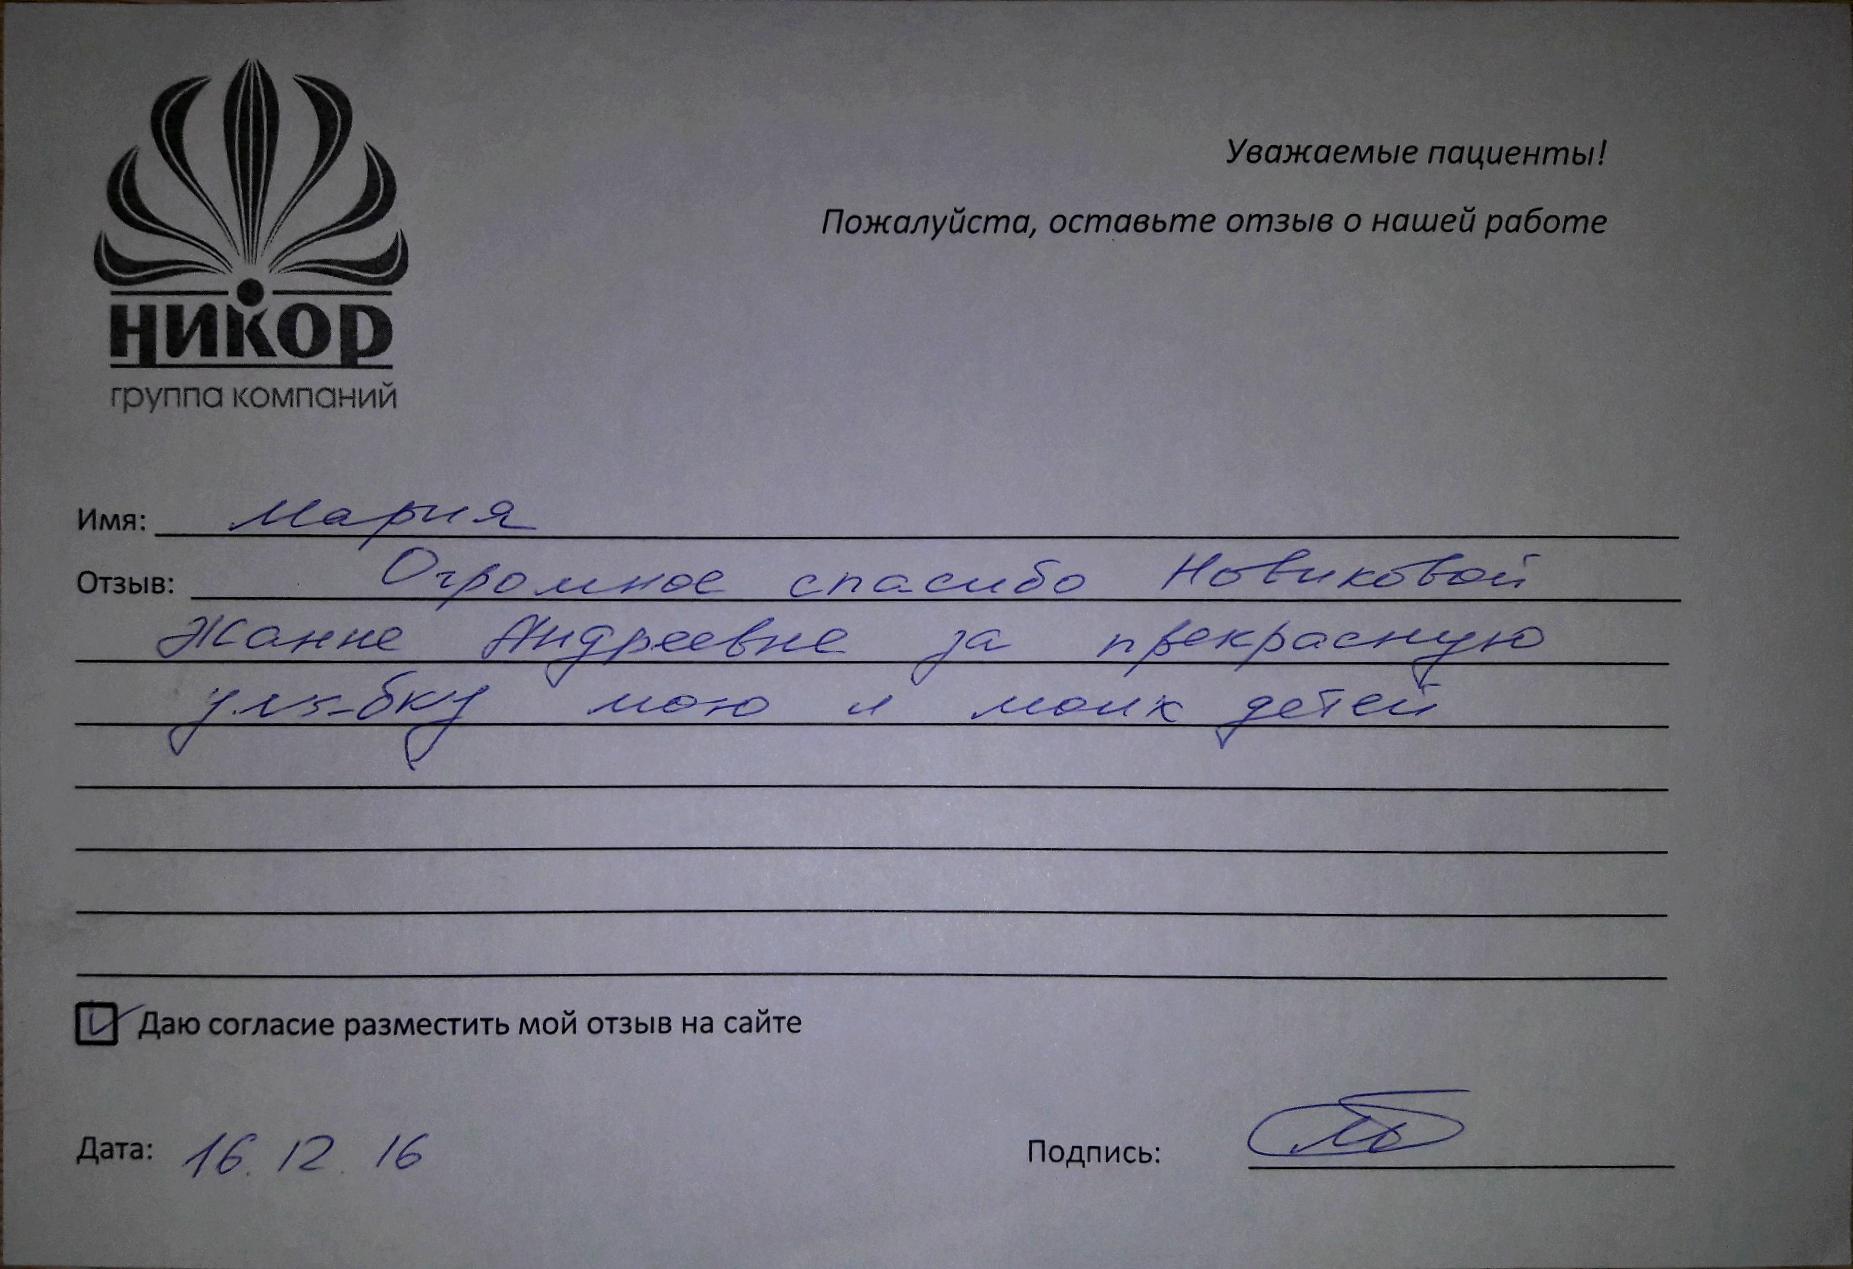 никор
группа компаний
Уважаемые пациенты!
Пожалуйста, оставьте отзыв о нашей работе
Имя: Мария
Отзыв: Огромное спасибо Новиковой
Жанне Андреевне за прекрасную
улыбку мою и моих детей
Даю согласие разместить мой отзыв на сайте
Дата: 16.12.16 Подпись: